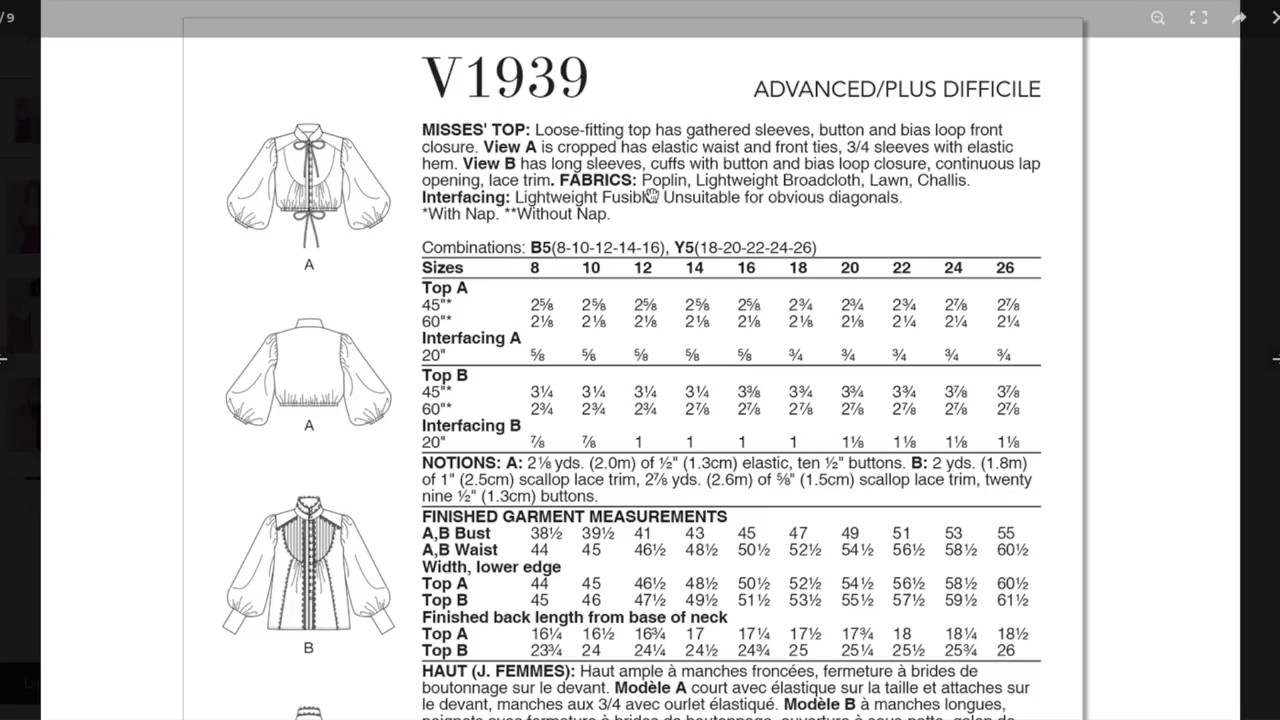 /9
V1939
ADVANCED/PLUS DIFFICILE
MISSES' TOP: Loose-fitting top has gathered sleeves, button and bias loop front
closure. View A is cropped has elastic waist and front ties, 3/4 sleeves with elastic
hem. View B has long sleeves, cuffs with button and bias loop closure, continuous lap
opening, lace trim. FABRICS: Poplin, Lightweight Broadcloth, Lawn, Challis.
Interfacing: Lightweight Unsuitable for obvious diagonals.
*With Nap. **Without Nap.
Combinations: B5(8-10-12-14-16), Y5(18-20-22-24-26)
Sizes 8 10 12 14 16 18 20 22 24 26
Top A
45"* 2⅝ 2⅝ 2⅝ 2⅝ 2⅝ 2¾ 2¾ 2¾ 2⅞ 2⅞
60"* 2⅛ 2⅛ 2⅛ 2⅛ 2⅛ 2⅛ 2⅛ 2¼ 2¼ 2¼
Interfacing A
20" ⅝ ⅝ ⅝ ⅝ ⅝ ¾ ¾ ¾ ¾ ¾
Top B
45"* 3¼ 3¼ 3¼ 3¼ 3⅜ 3¾ 3¾ 3¾ 3⅞ 3⅞
60"* 2¾ 2¾ 2¾ 2⅞ 2⅞ 2⅞ 2⅞ 2⅞ 2⅞ 2⅞
Interfacing B
20" ⅞ ⅞ 1 1 1 1 1⅛ 1⅛ 1⅛ 1⅛
NOTIONS: A: 2⅛ yds. (2.0m) of ½" (1.3cm) elastic, ten ½" buttons. B: 2 yds. (1.8m)
of 1" (2.5cm) scallop lace trim, 2⅞ yds. (2.6m) of ⅝" (1.5cm) scallop lace trim, twenty
nine ½" (1.3cm) buttons.
FINISHED GARMENT MEASUREMENTS
A,B Bust 38½ 39½ 41 43 45 47 49 51 53 55
A,B Waist 44 45 46½ 48½ 50½ 52½ 54½ 56½ 58½ 60½
Width, lower edge
Top A 44 45 46½ 48½ 50½ 52½ 54½ 56½ 58½ 60½
Top B 45 46 47½ 49½ 51½ 53½ 55½ 57½ 59½ 61½
Finished back length from base of neck
Top A 16¼ 16½ 16¾ 17 17¼ 17½ 17¾ 18 18¼ 18½
Top B 23¾ 24 24¼ 24½ 24¾ 25 25¼ 25½ 25¾ 26
HAUT (J. FEMMES): Haut ample à manches froncées, fermeture à brides de
boutonnage sur le devant. Modèle A court avec élastique sur la taille et attaches sur
le devant, manches aux 3/4 avec ourlet élastiqué. Modèle B à manches longues,
A
A
B